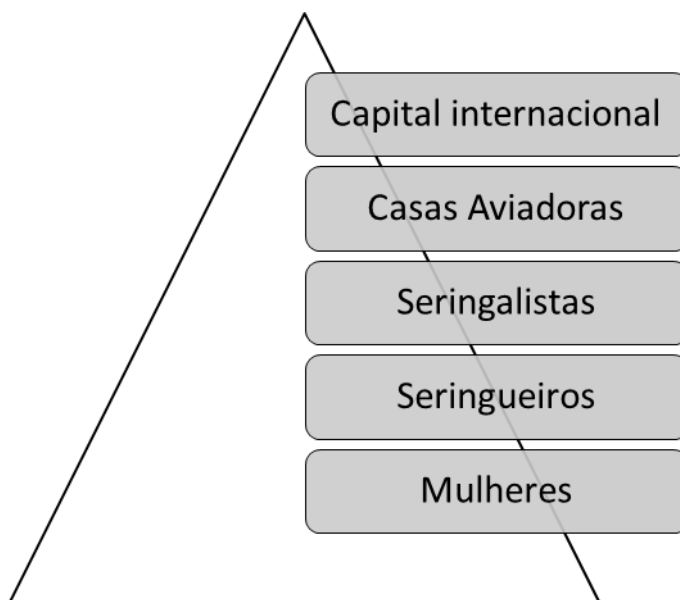 Capital internacional
Casas Aviadoras
Seringalistas
Seringueiros
Mulheres